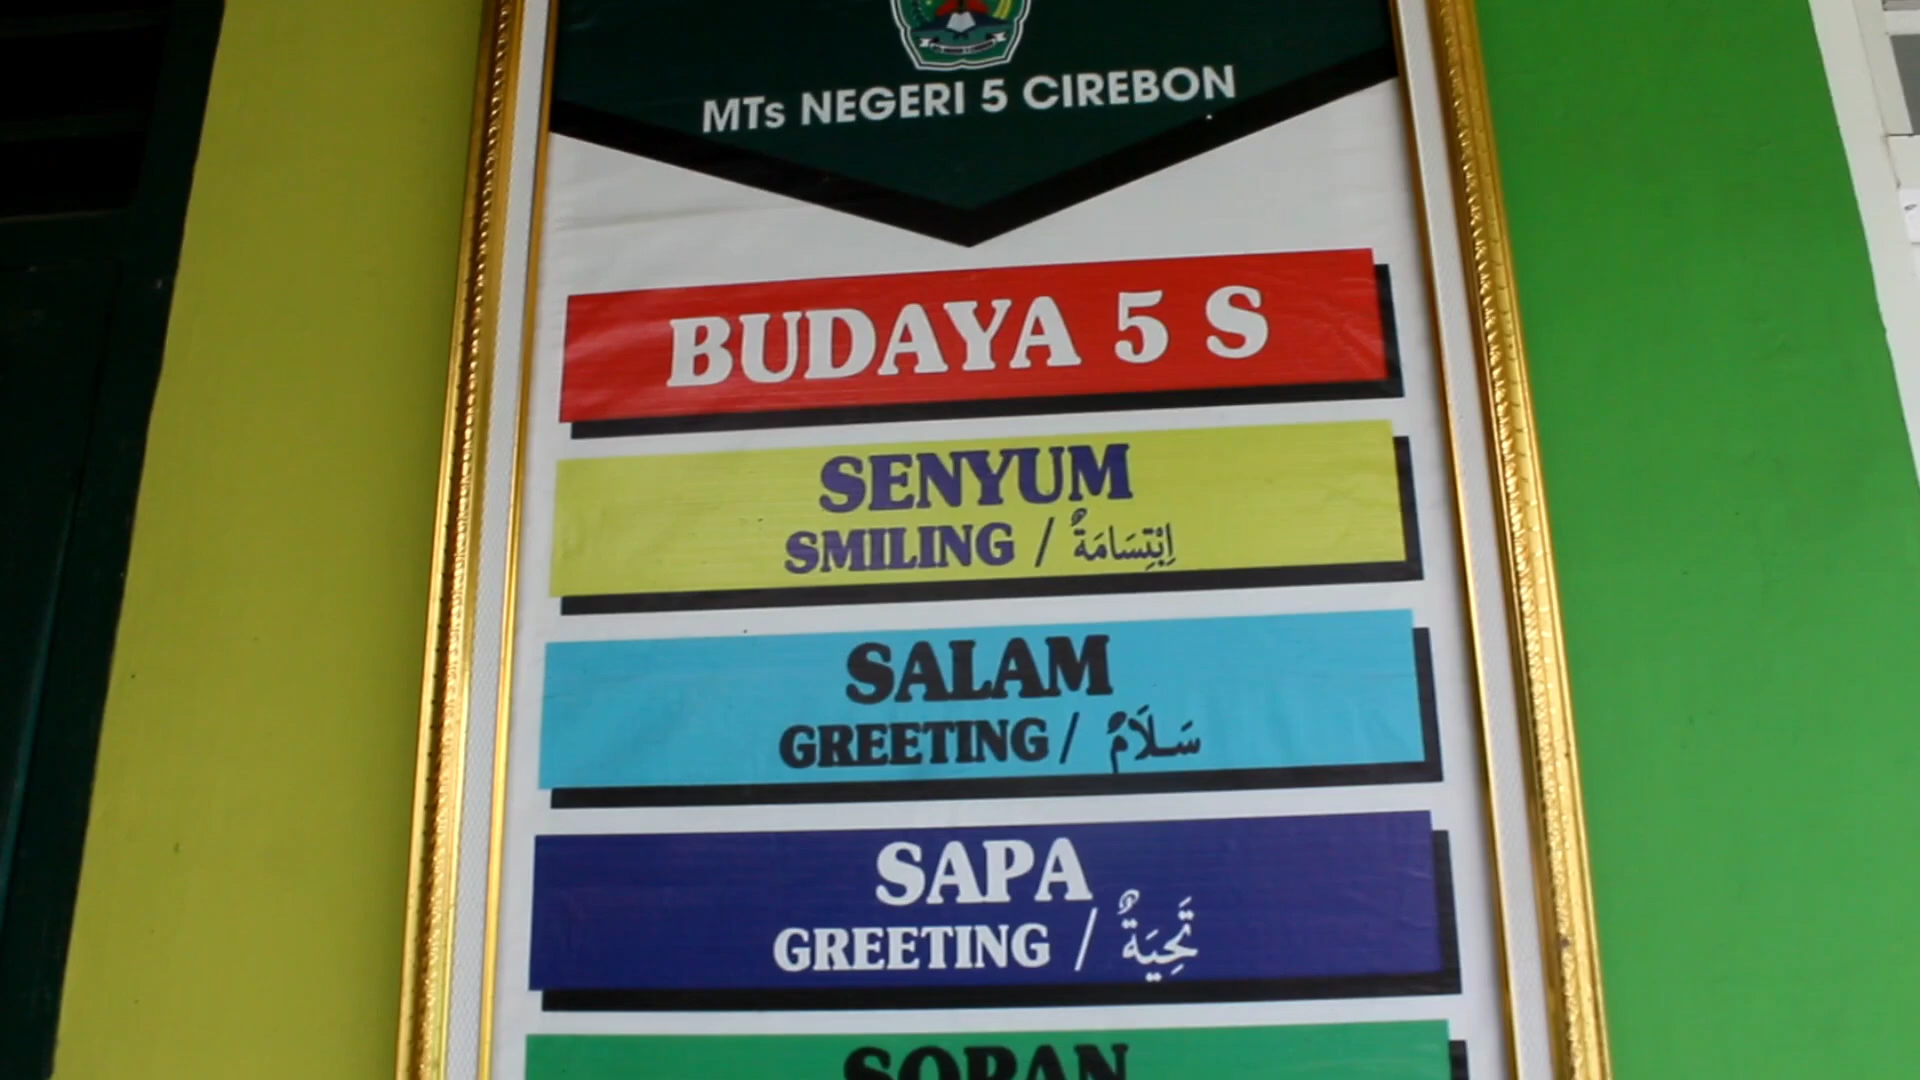 MTs NEGERI 5 CIREBON
BUDAYA 5 S
SENYUM
SMILING / اِبْتِسَامَةٌ
SALAM
GREETING / سَلَامٌ
SAPA
GREETING / تَحِيَةٌ
SOPAN